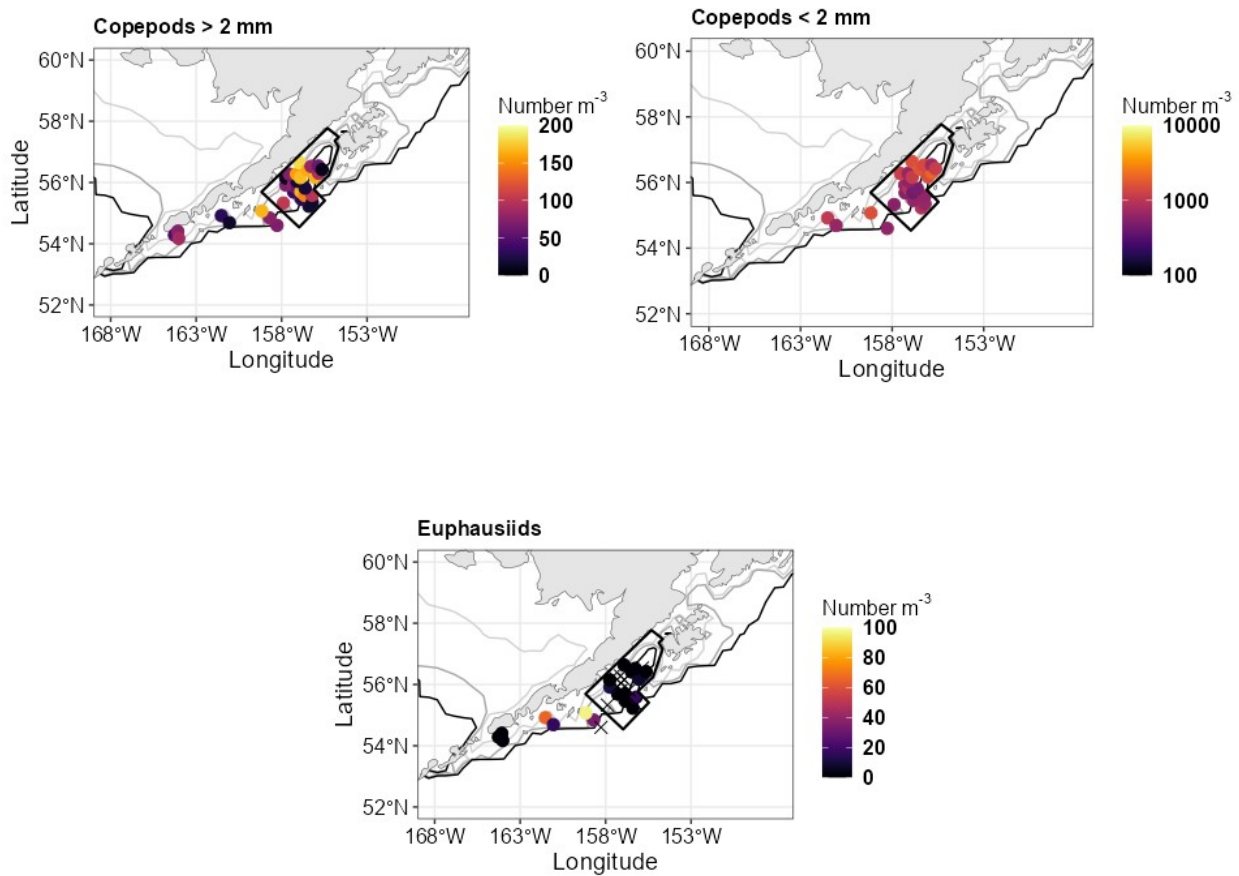 Copepods > 2 mm
60°N
58°N
56°N
54°N
52°N
168°W 163°W 158°W 153°W
Longitude
Latitude
Number m-3
200
150
100
50
0
Copepods < 2 mm
60°N
58°N
56°N
54°N
52°N
168°W 163°W 158°W 153°W
Longitude
Number m-3
10000
1000
100
Euphausiids
60°N
58°N
56°N
54°N
52°N
168°W 163°W 158°W 153°W
Longitude
Latitude
Number m-3
100
80
60
40
20
0